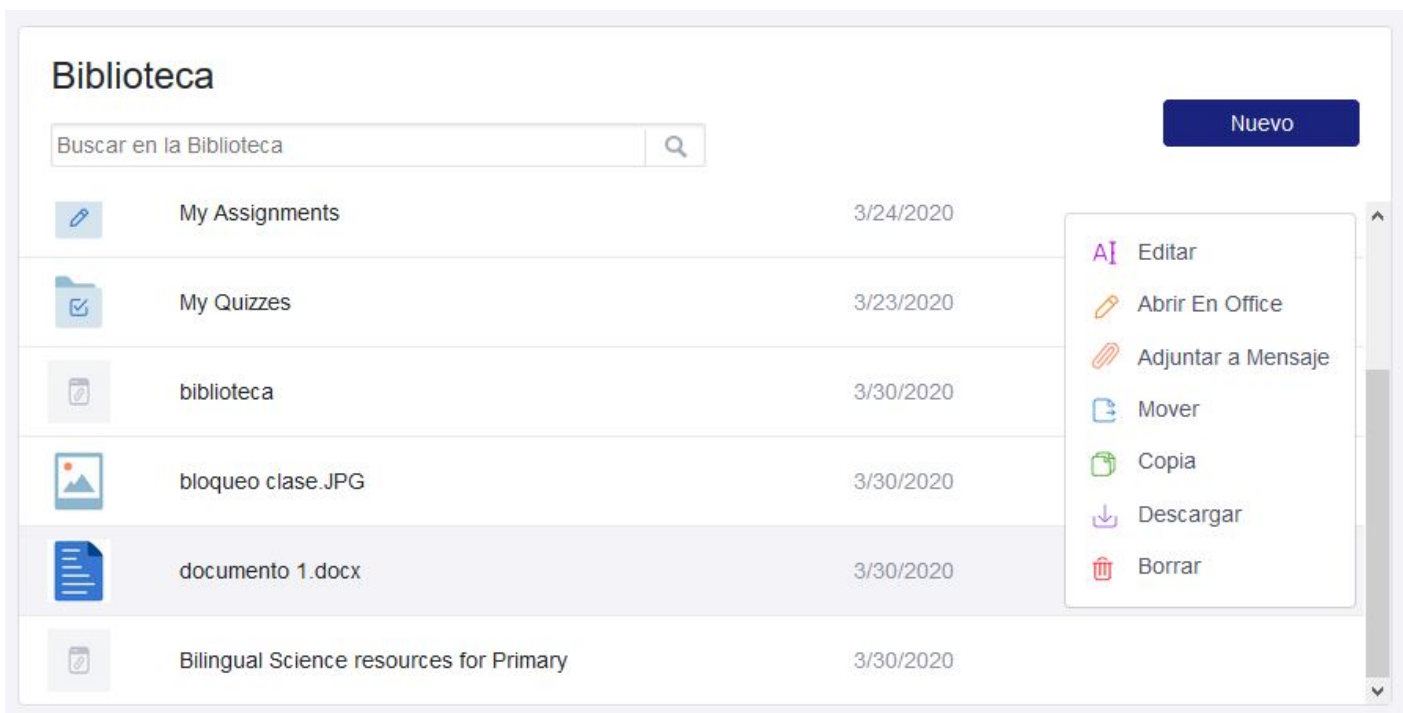 Biblioteca
Nuevo
Buscar en la Biblioteca
My Assignments 3/24/2020
My Quizzes 3/23/2020
biblioteca 3/30/2020
bloqueo clase.JPG 3/30/2020
documento 1.docx 3/30/2020
Bilingual Science resources for Primary 3/30/2020
Editar
Abrir En Office
Adjuntar a Mensaje
Mover
Copia
Descargar
Borrar